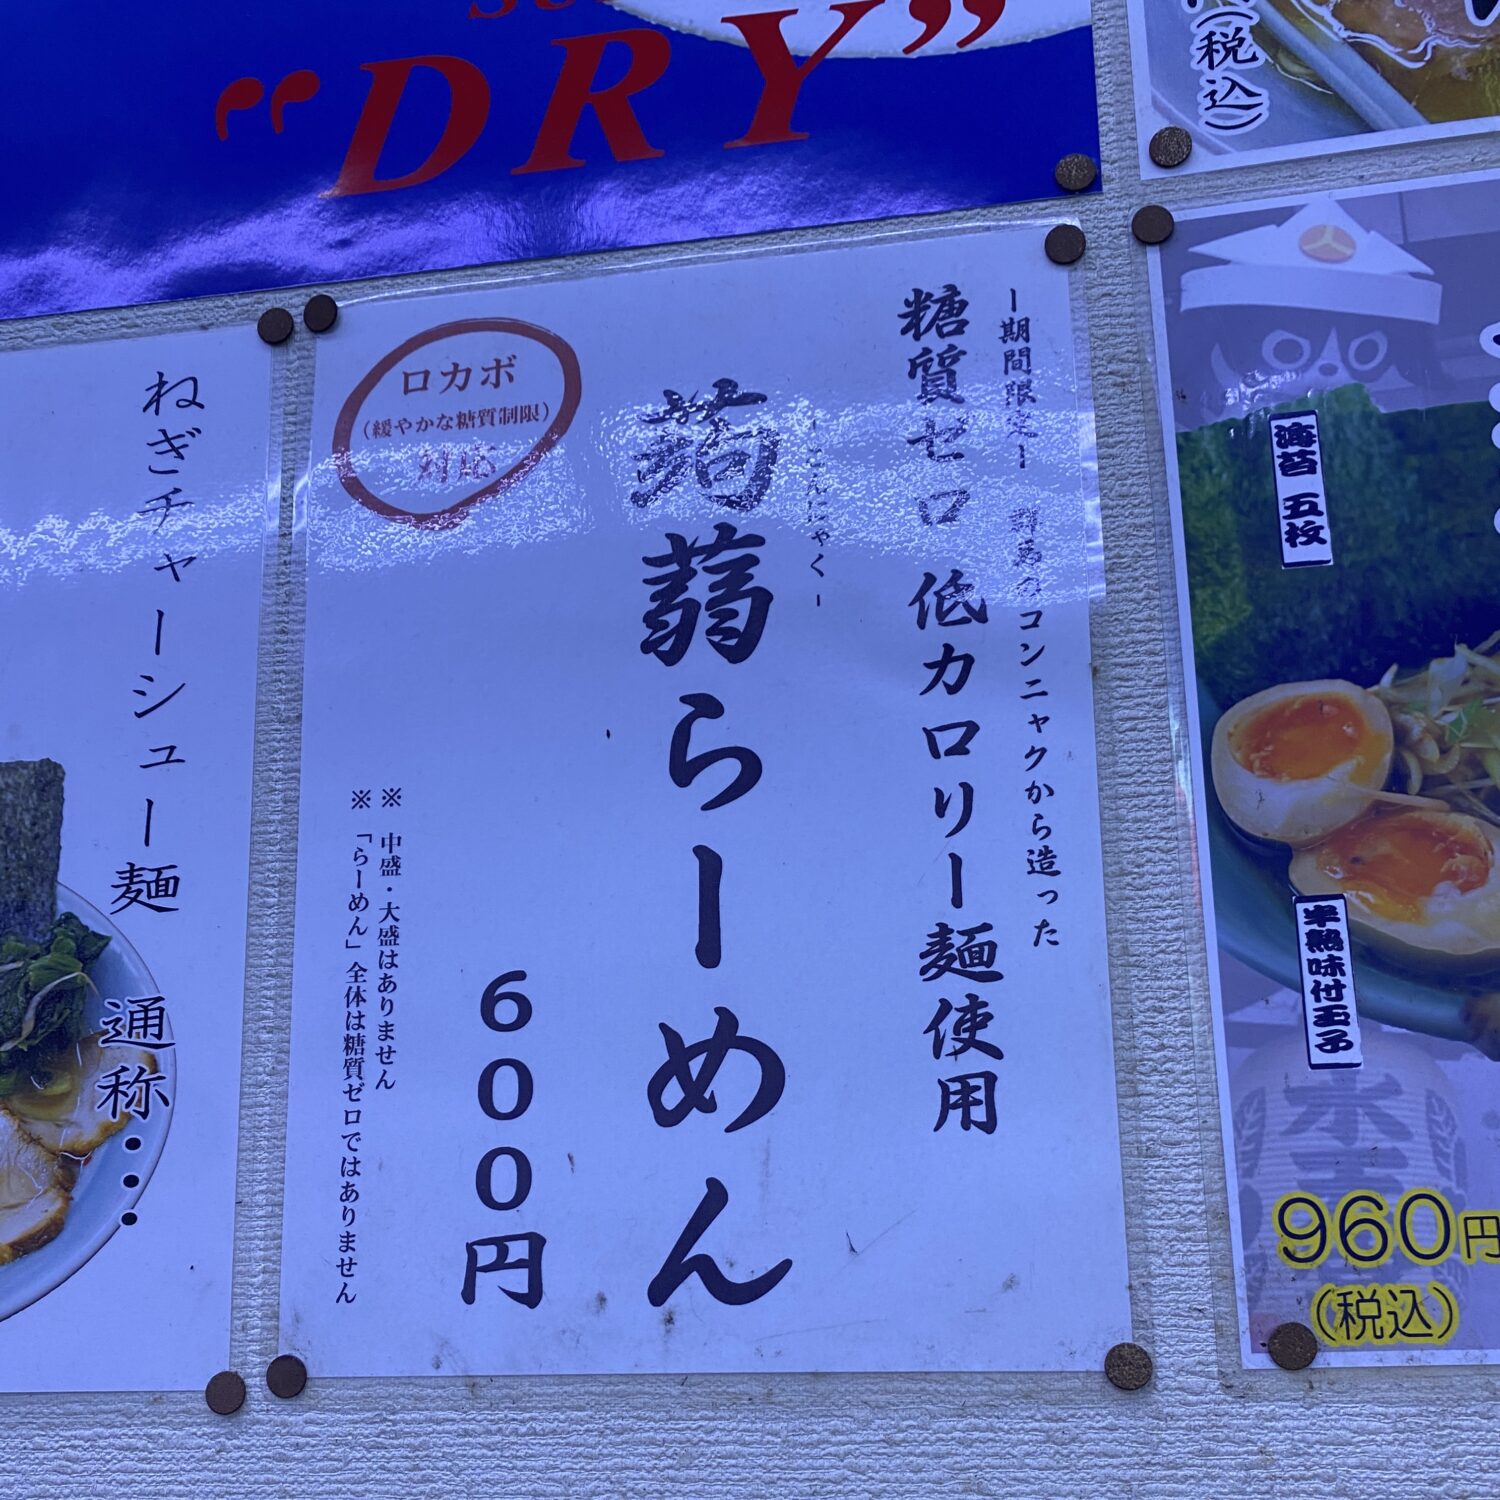 “DRY”
(税込)
ー期間限定ー 群馬のコンニャクから造った
糖質ゼロ 低カロリー麺使用
ーこんにゃくー
蒟蒻らーめん
600円
※ 中盛・大盛はありません
※ 「らーめん」全体は糖質ゼロではありません
ロカボ
(緩やかな糖質制限)
対応
ねぎチャーシュー麺
通称・・・
海苔 五枚
半熟味付玉子
960円
(税込)